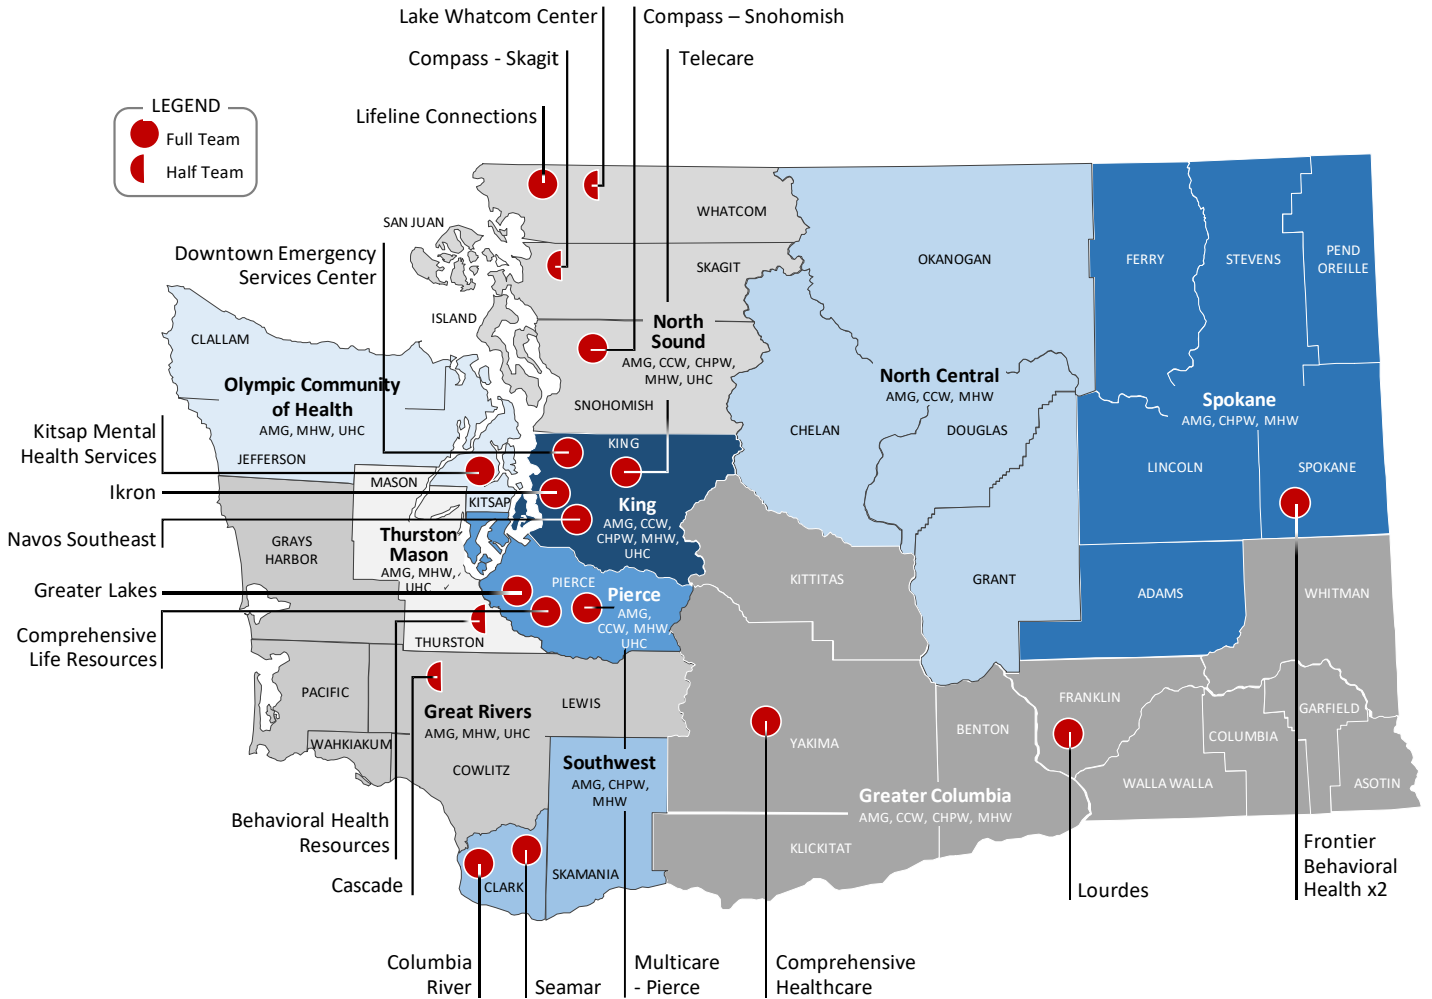 Lake Whatcom Center
Compass – Snohomish
Compass - Skagit
Telecare
LEGEND
Full Team
Half Team
Lifeline Connections
WHATCOM
SAN JUAN
SKAGIT
Downtown Emergency
Services Center
ISLAND
North
Sound
AMG, CCW, CHPW,
MHW, UHC
SNOHOMISH
OKANOGAN
FERRY
STEVENS
PEND
OREILLE
CLALLAM
Olympic Community
of Health
AMG, MHW, UHC
JEFFERSON
North Central
AMG, CCW, MHW
CHELAN
DOUGLAS
GRANT
Spokane
AMG, CHPW, MHW
LINCOLN
SPOKANE
ADAMS
Kitsap Mental
Health Services
Ikron
Navos Southeast
Greater Lakes
Comprehensive
Life Resources
MASON
KITSAP
KING
King
AMG, CCW,
CHPW, MHW,
UHC
GRAYS
HARBOR
Thurston
Mason
AMG, MHW,
UHC
THURSTON
PIERCE
Pierce
AMG,
CCW, MHW,
UHC
KITTITAS
WHITMAN
PACIFIC
WAHKIAKUM
LEWIS
Great Rivers
AMG, MHW, UHC
COWLITZ
Southwest
AMG, CHPW,
MHW
SKAMANIA
CLARK
YAKIMA
BENTON
FRANKLIN
Greater Columbia
AMG, CCW, CHPW, MHW
KLICKITAT
WALLA WALLA
COLUMBIA
GARFIELD
ASOTIN
Behavioral Health
Resources
Cascade
Columbia
River
Seamar
Multicare
- Pierce
Comprehensive
Healthcare
Lourdes
Frontier
Behavioral
Health x2